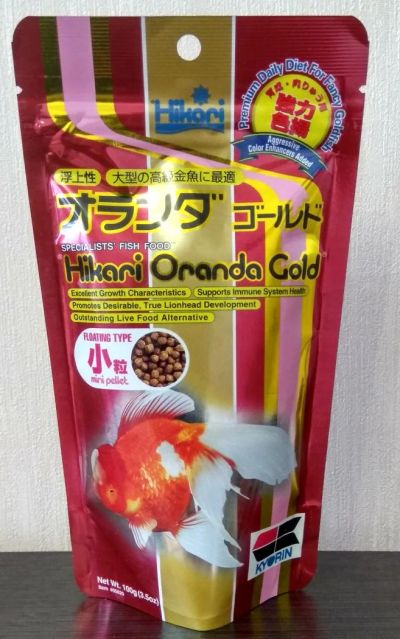 Hikari
Premium Daily Diet For Fancy Goldfish
強力
色揚
Aggressive
Color Enhancers Added
浮上性 大型の高級金魚に最適
オランダ ゴールド
SPECIALISTS' FISH FOOD
Hikari Oranda Gold
Excellent Growth Characteristics Supports Immune System Health
Promotes Desirable, True Lionhead Development
Outstanding Live Food Alternative
FLOATING TYPE
小粒
mini pellet
KYORIN
Net Wt. 100g (3.5oz)